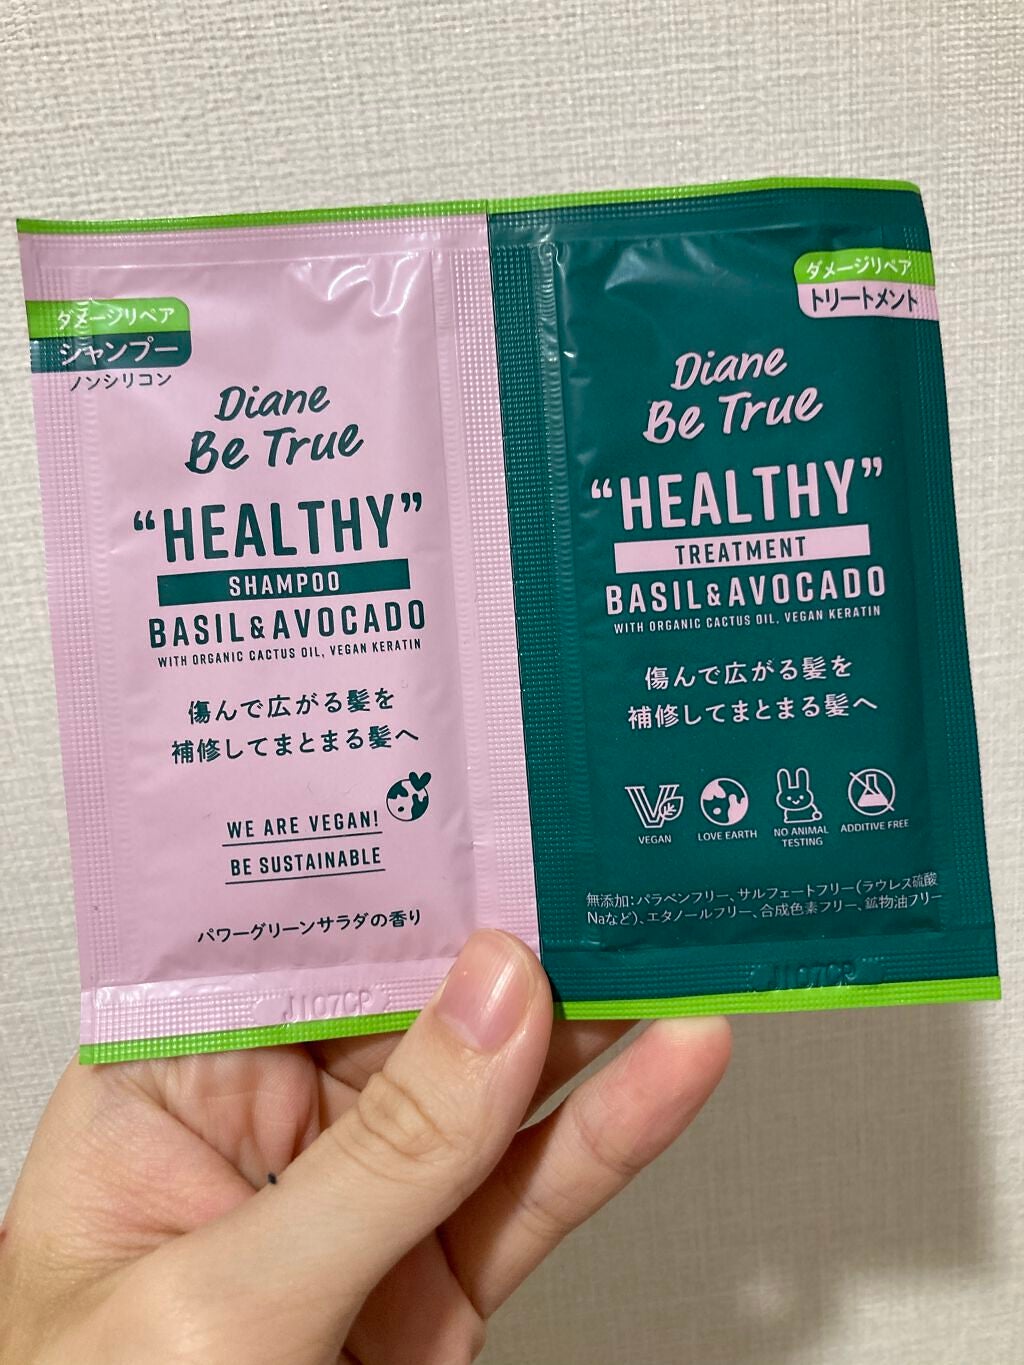 ダメージリペア
シャンプー
ノンシリコン
Diane
Be True
“HEALTHY”
SHAMPOO
BASIL&AVOCADO
WITH ORGANIC CACTUS OIL, VEGAN KERATIN
傷んで広がる髪を
補修してまとまる髪へ
WE ARE VEGAN!
BE SUSTAINABLE
パワーグリーンサラダの香り
J107CP
ダメージリペア
トリートメント
Diane
Be True
“HEALTHY”
TREATMENT
BASIL&AVOCADO
WITH ORGANIC CACTUS OIL, VEGAN KERATIN
傷んで広がる髪を
補修してまとまる髪へ
VEGAN
LOVE EARTH
NO ANIMAL
TESTING
ADDITIVE FREE
無添加:パラベンフリー、サルフェートフリー(ラウレス硫酸
Naなど)、エタノールフリー、合成色素フリー、鉱物油フリー
J107CP